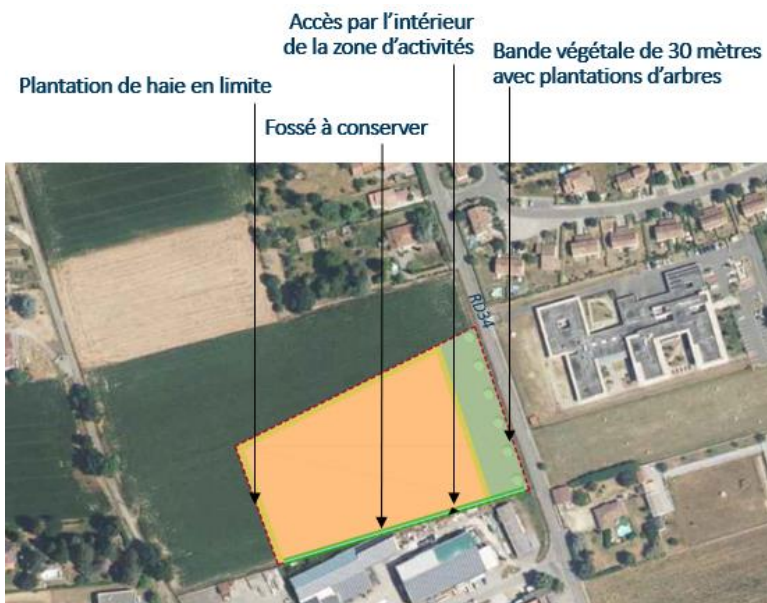 Accès par l’intérieur
de la zone d’activités
Bande végétale de 30 mètres
avec plantations d’arbres
Plantation de haie en limite
Fossé à conserver
RD34